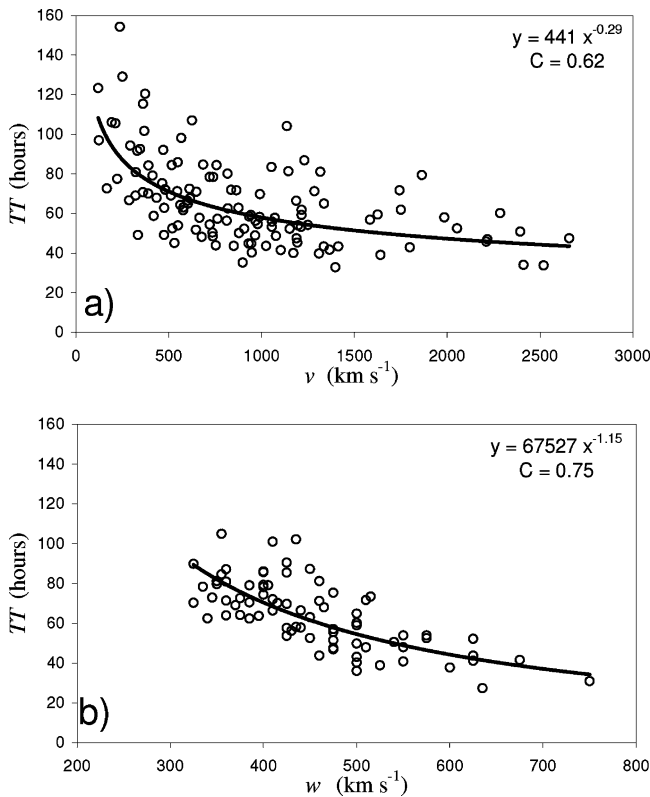 160
y = 441 x^-0.29
140
C = 0.62
120
100
80
60
40
20
0
TT (hours)
a)
0 500 1000 1500 2000 2500 3000
v (km s^-1)
160
y = 67527 x^-1.15
140
C = 0.75
120
100
80
60
40
20
0
TT (hours)
b)
200 300 400 500 600 700 800
w (km s^-1)